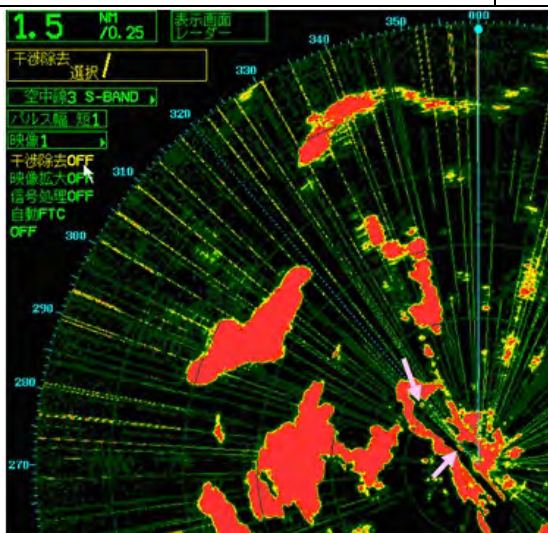 1.5 NM /0.25
表示画面
レーダー
干渉除去
選択/
空中線3 S-BAND
パルス幅 短1
映像1
干渉除去OFF
映像拡大OFF
信号処理OFF
自動FTC
OFF
000
350
340
330
320
310
300
290
280
270